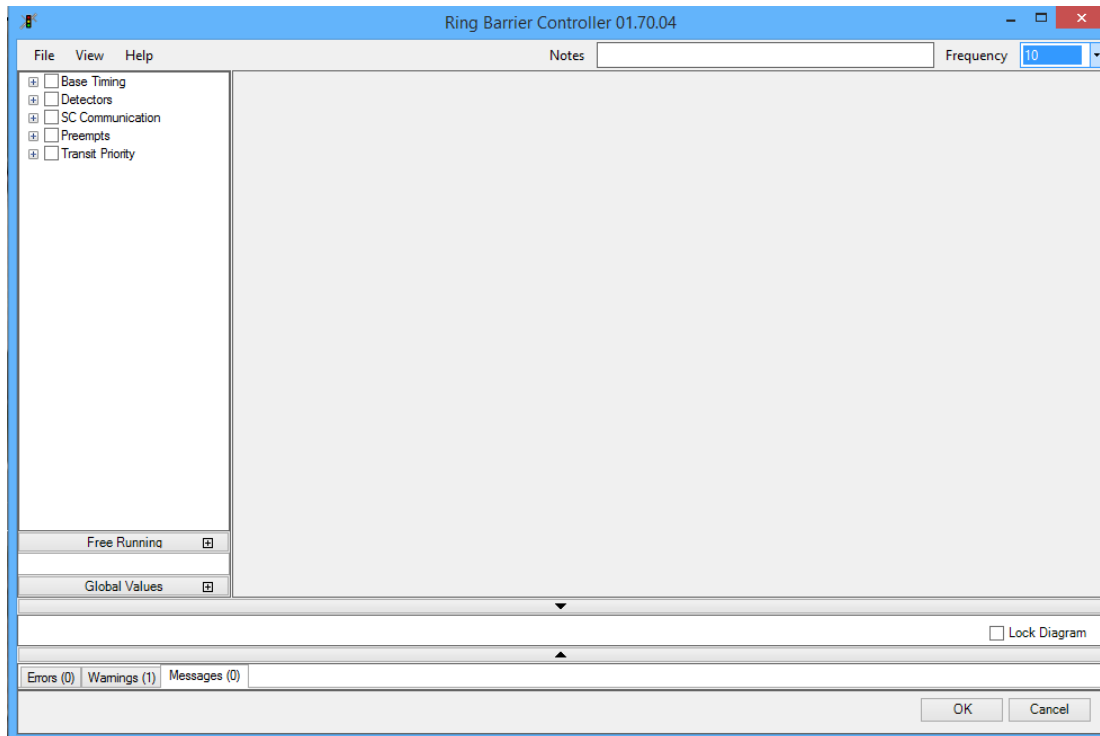 Ring Barrier Controller 01.70.04
File View Help Notes Frequency 10
Base Timing
Detectors
SC Communication
Preempts
Transit Priority
Free Running
Global Values
Lock Diagram
Errors (0) Warnings (1) Messages (0)
OK Cancel